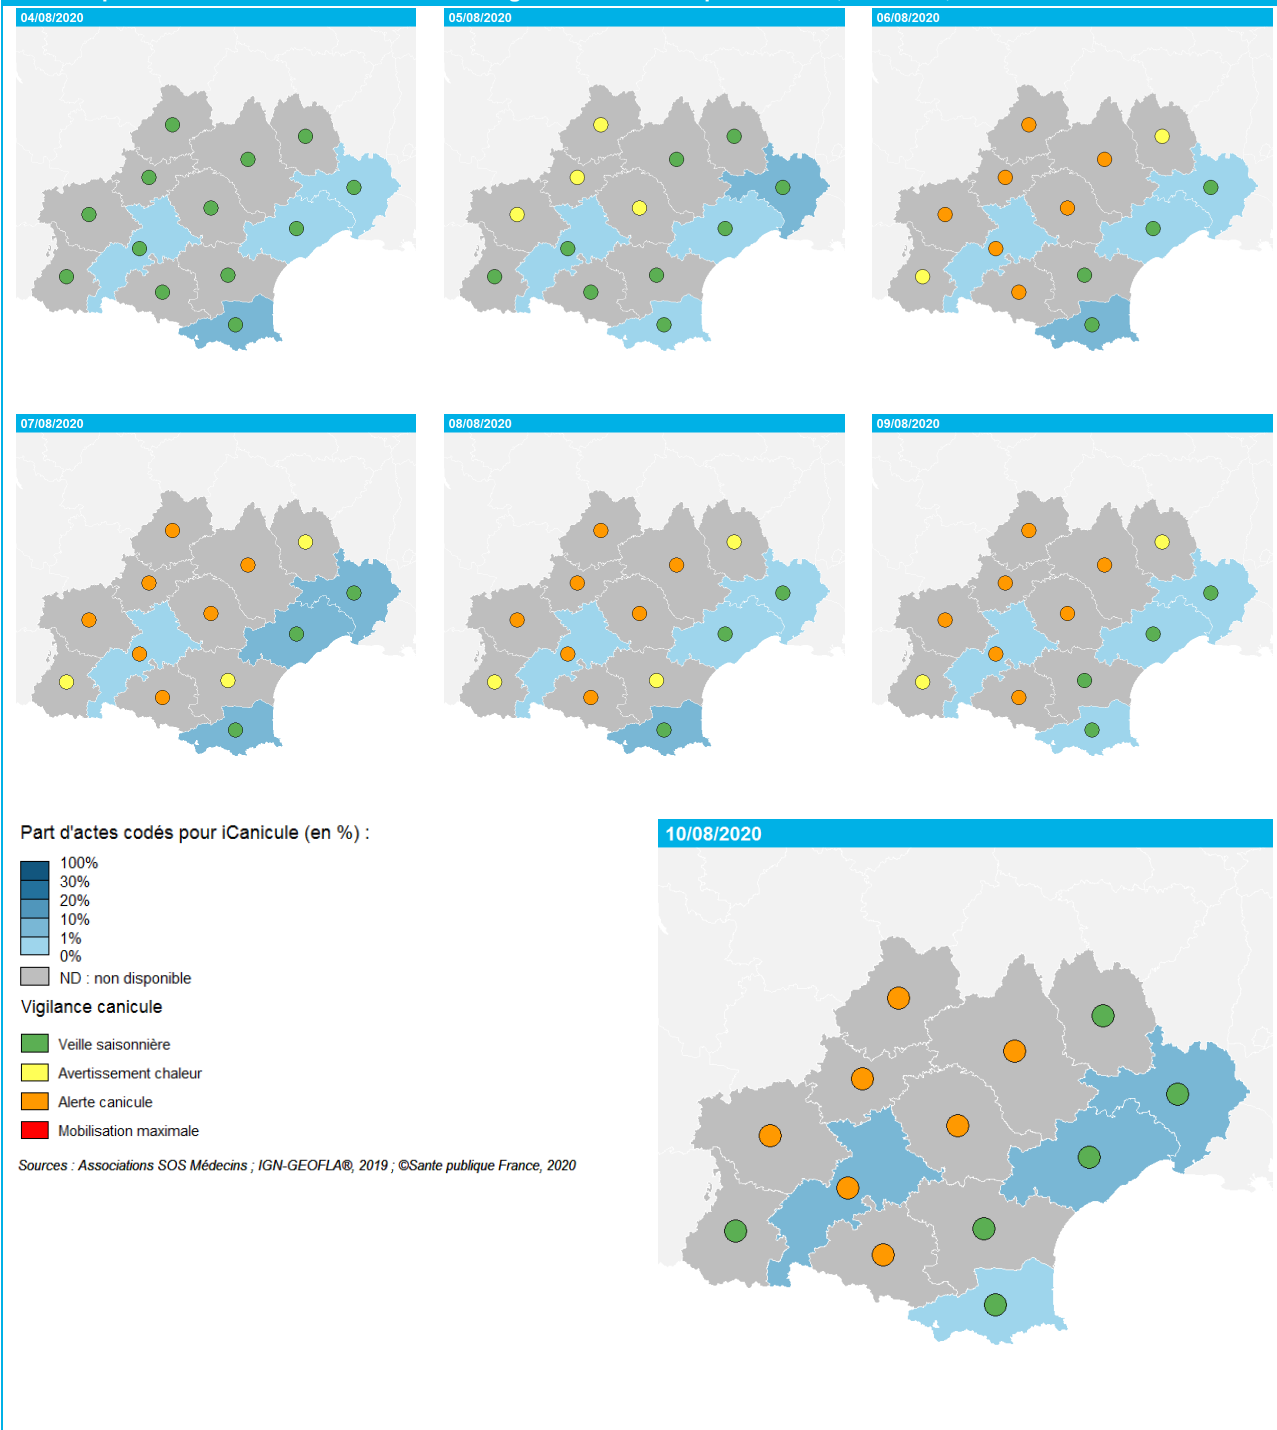 04/08/2020
05/08/2020
06/08/2020
07/08/2020
08/08/2020
09/08/2020
Part d'actes codés pour iCanicule (en %) :
100%
30%
20%
10%
1%
0%
ND : non disponible
Vigilance canicule
Veille saisonnière
Avertissement chaleur
Alerte canicule
Mobilisation maximale
Sources : Associations SOS Médecins ; IGN-GEOFLA®, 2019 ; ©Sante publique France, 2020
10/08/2020